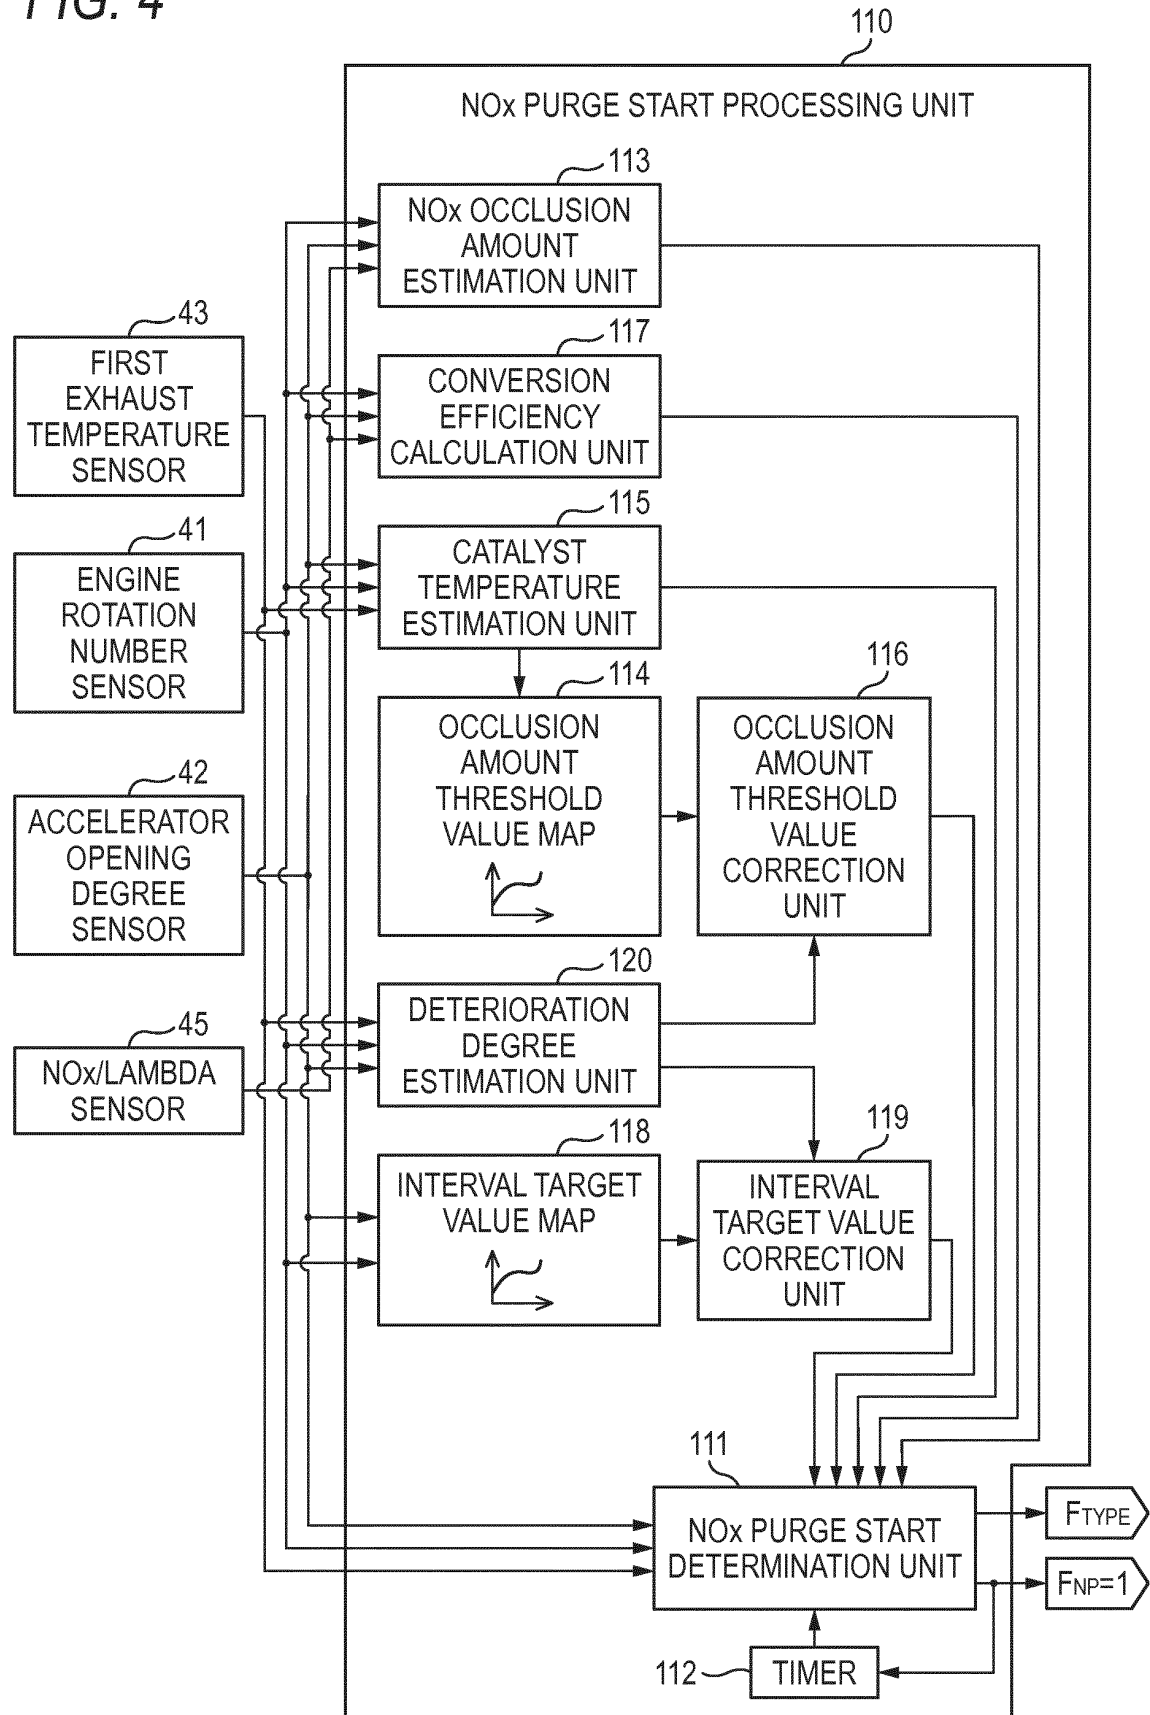 FIG. 4
110
NOx PURGE START PROCESSING UNIT
113
NOx OCCLUSION
AMOUNT
ESTIMATION UNIT
43
FIRST
EXHAUST
TEMPERATURE
SENSOR
117
CONVERSION
EFFICIENCY
CALCULATION UNIT
41
ENGINE
ROTATION
NUMBER
SENSOR
115
CATALYST
TEMPERATURE
ESTIMATION UNIT
114
OCCLUSION
AMOUNT
THRESHOLD
VALUE MAP
116
OCCLUSION
AMOUNT
THRESHOLD
VALUE
CORRECTION
UNIT
42
ACCELERATOR
OPENING
DEGREE
SENSOR
120
DETERIORATION
DEGREE
ESTIMATION UNIT
45
NOx/LAMBDA
SENSOR
118
INTERVAL TARGET
VALUE MAP
119
INTERVAL
TARGET VALUE
CORRECTION
UNIT
111
NOx PURGE START
DETERMINATION UNIT
FTYPE
FNP=1
112
TIMER